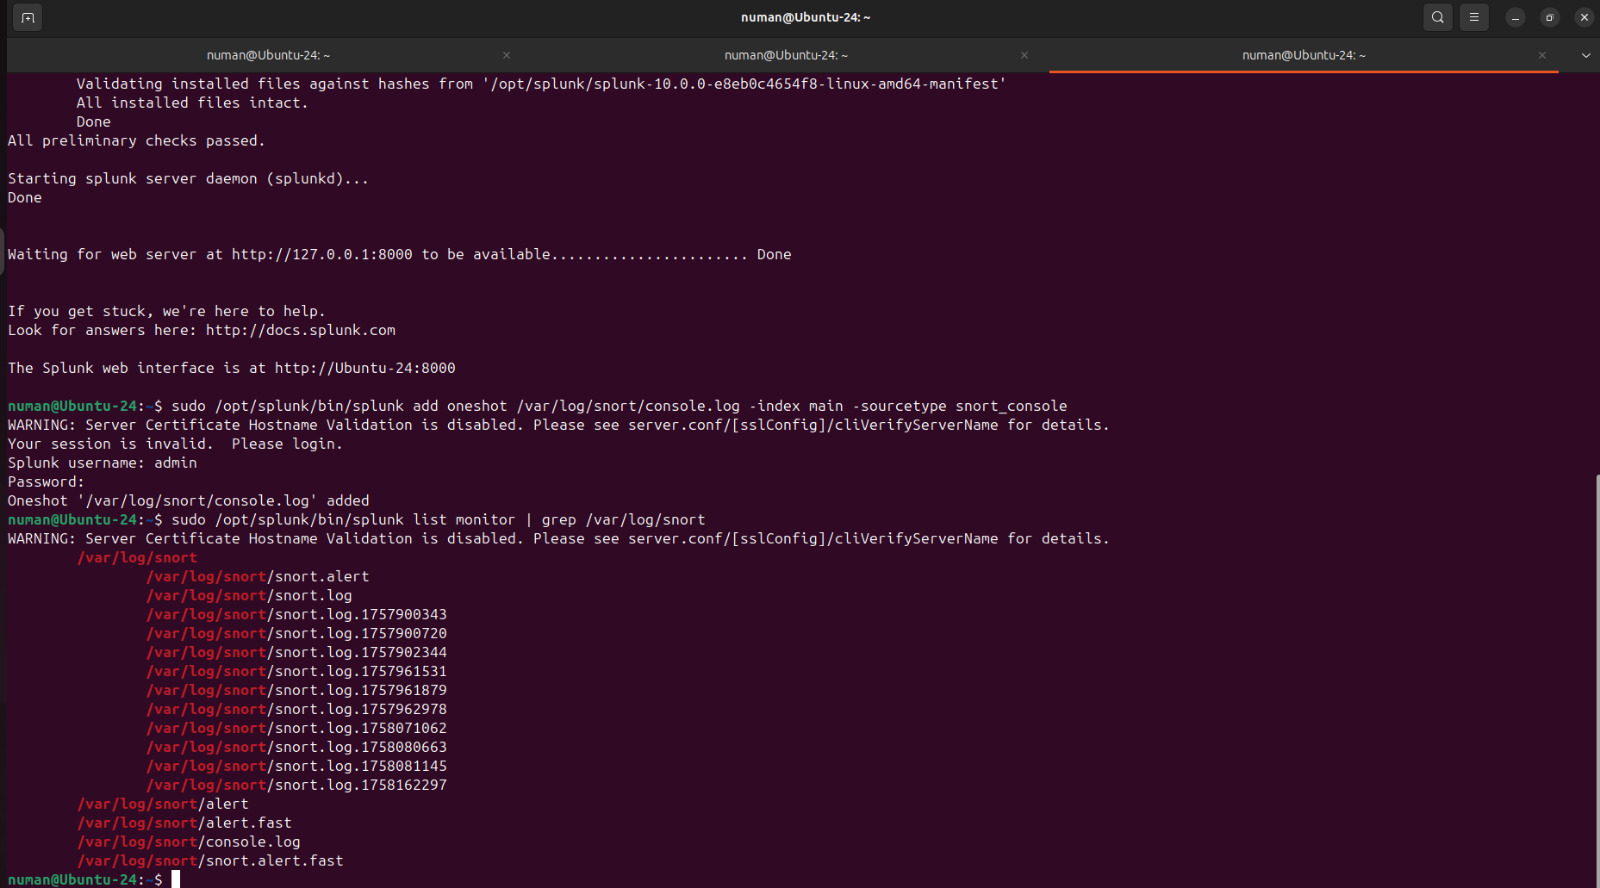 numan@Ubuntu-24: ~
numan@Ubuntu-24: ~ × numan@Ubuntu-24: ~ × numan@Ubuntu-24: ~ ×
Validating installed files against hashes from '/opt/splunk/splunk-10.0.0-e8eb0c4654f8-linux-amd64-manifest'
All installed files intact.
Done
All preliminary checks passed.
Starting splunk server daemon (splunkd)...
Done
Waiting for web server at http://127.0.0.1:8000 to be available....................... Done
If you get stuck, we're here to help.
Look for answers here: http://docs.splunk.com
The Splunk web interface is at http://Ubuntu-24:8000
numan@Ubuntu-24:~$ sudo /opt/splunk/bin/splunk add oneshot /var/log/snort/console.log -index main -sourcetype snort_console
WARNING: Server Certificate Hostname Validation is disabled. Please see server.conf/[sslConfig]/cliVerifyServerName for details.
Your session is invalid.  Please login.
Splunk username: admin
Password:
Oneshot '/var/log/snort/console.log' added
numan@Ubuntu-24:~$ sudo /opt/splunk/bin/splunk list monitor | grep /var/log/snort
WARNING: Server Certificate Hostname Validation is disabled. Please see server.conf/[sslConfig]/cliVerifyServerName for details.
/var/log/snort
/var/log/snort/snort.alert
/var/log/snort/snort.log
/var/log/snort/snort.log.1757900343
/var/log/snort/snort.log.1757900720
/var/log/snort/snort.log.1757902344
/var/log/snort/snort.log.1757961531
/var/log/snort/snort.log.1757961879
/var/log/snort/snort.log.1757962978
/var/log/snort/snort.log.1758071062
/var/log/snort/snort.log.1758080663
/var/log/snort/snort.log.1758081145
/var/log/snort/snort.log.1758162297
/var/log/snort/alert
/var/log/snort/alert.fast
/var/log/snort/console.log
/var/log/snort/snort.alert.fast
numan@Ubuntu-24:~$